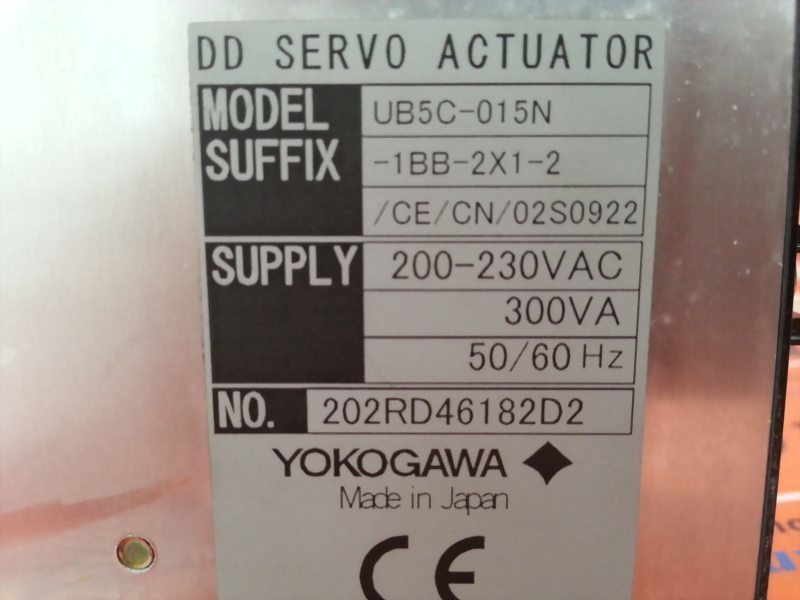 DD SERVO ACTUATOR
MODEL UB5C-015N
SUFFIX -1BB-2X1-2
/CE/CN/02S0922
SUPPLY 200-230VAC
300VA
50/60 Hz
NO. 202RD46182D2
YOKOGAWA
Made in Japan
CE